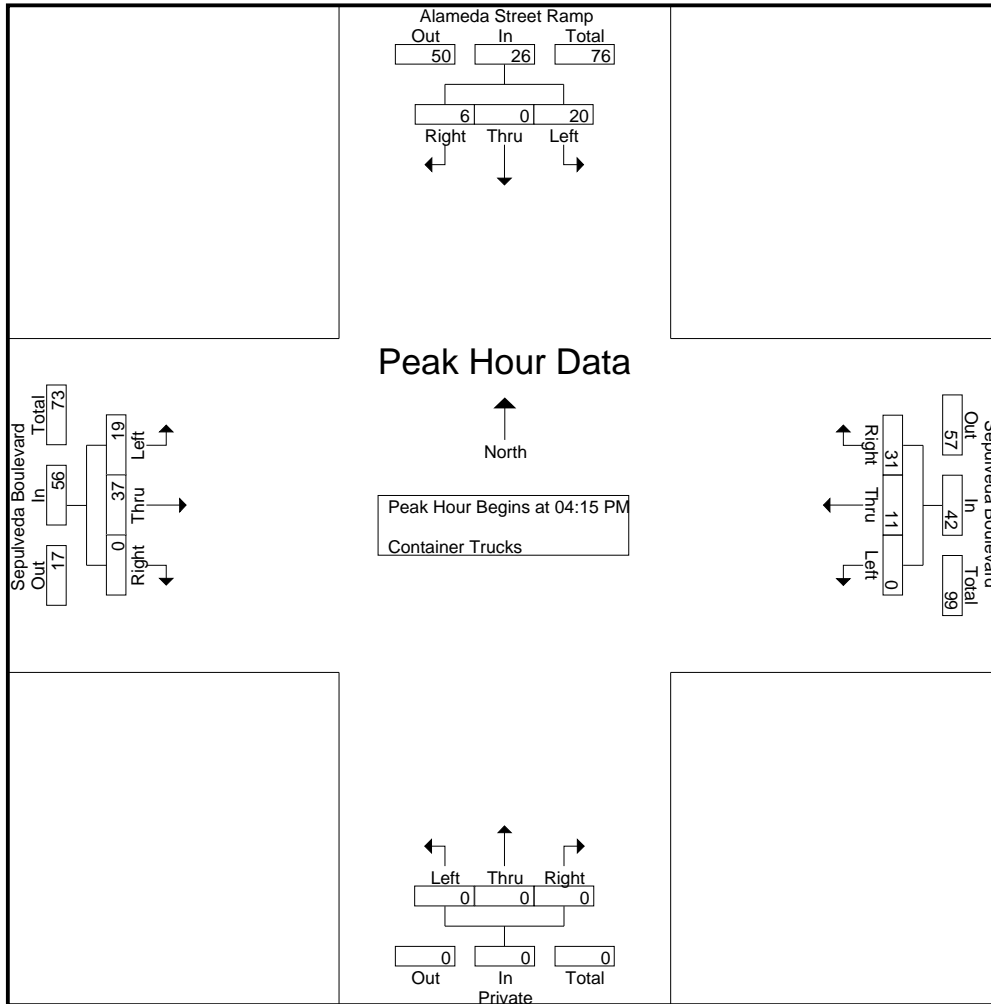 Alameda Street Ramp
Out In Total
50 26 76
6 0 20
Right Thru Left
Peak Hour Data
North
Peak Hour Begins at 04:15 PM
Container Trucks
Sepulveda Boulevard
Total In Out
73 56 17
19 37 0
Left Thru Right
Sepulveda Boulevard
Out In Total
57 42 99
31 11 0
Right Thru Left
Left Thru Right
0 0 0
0 0 0
Out In Total
Private